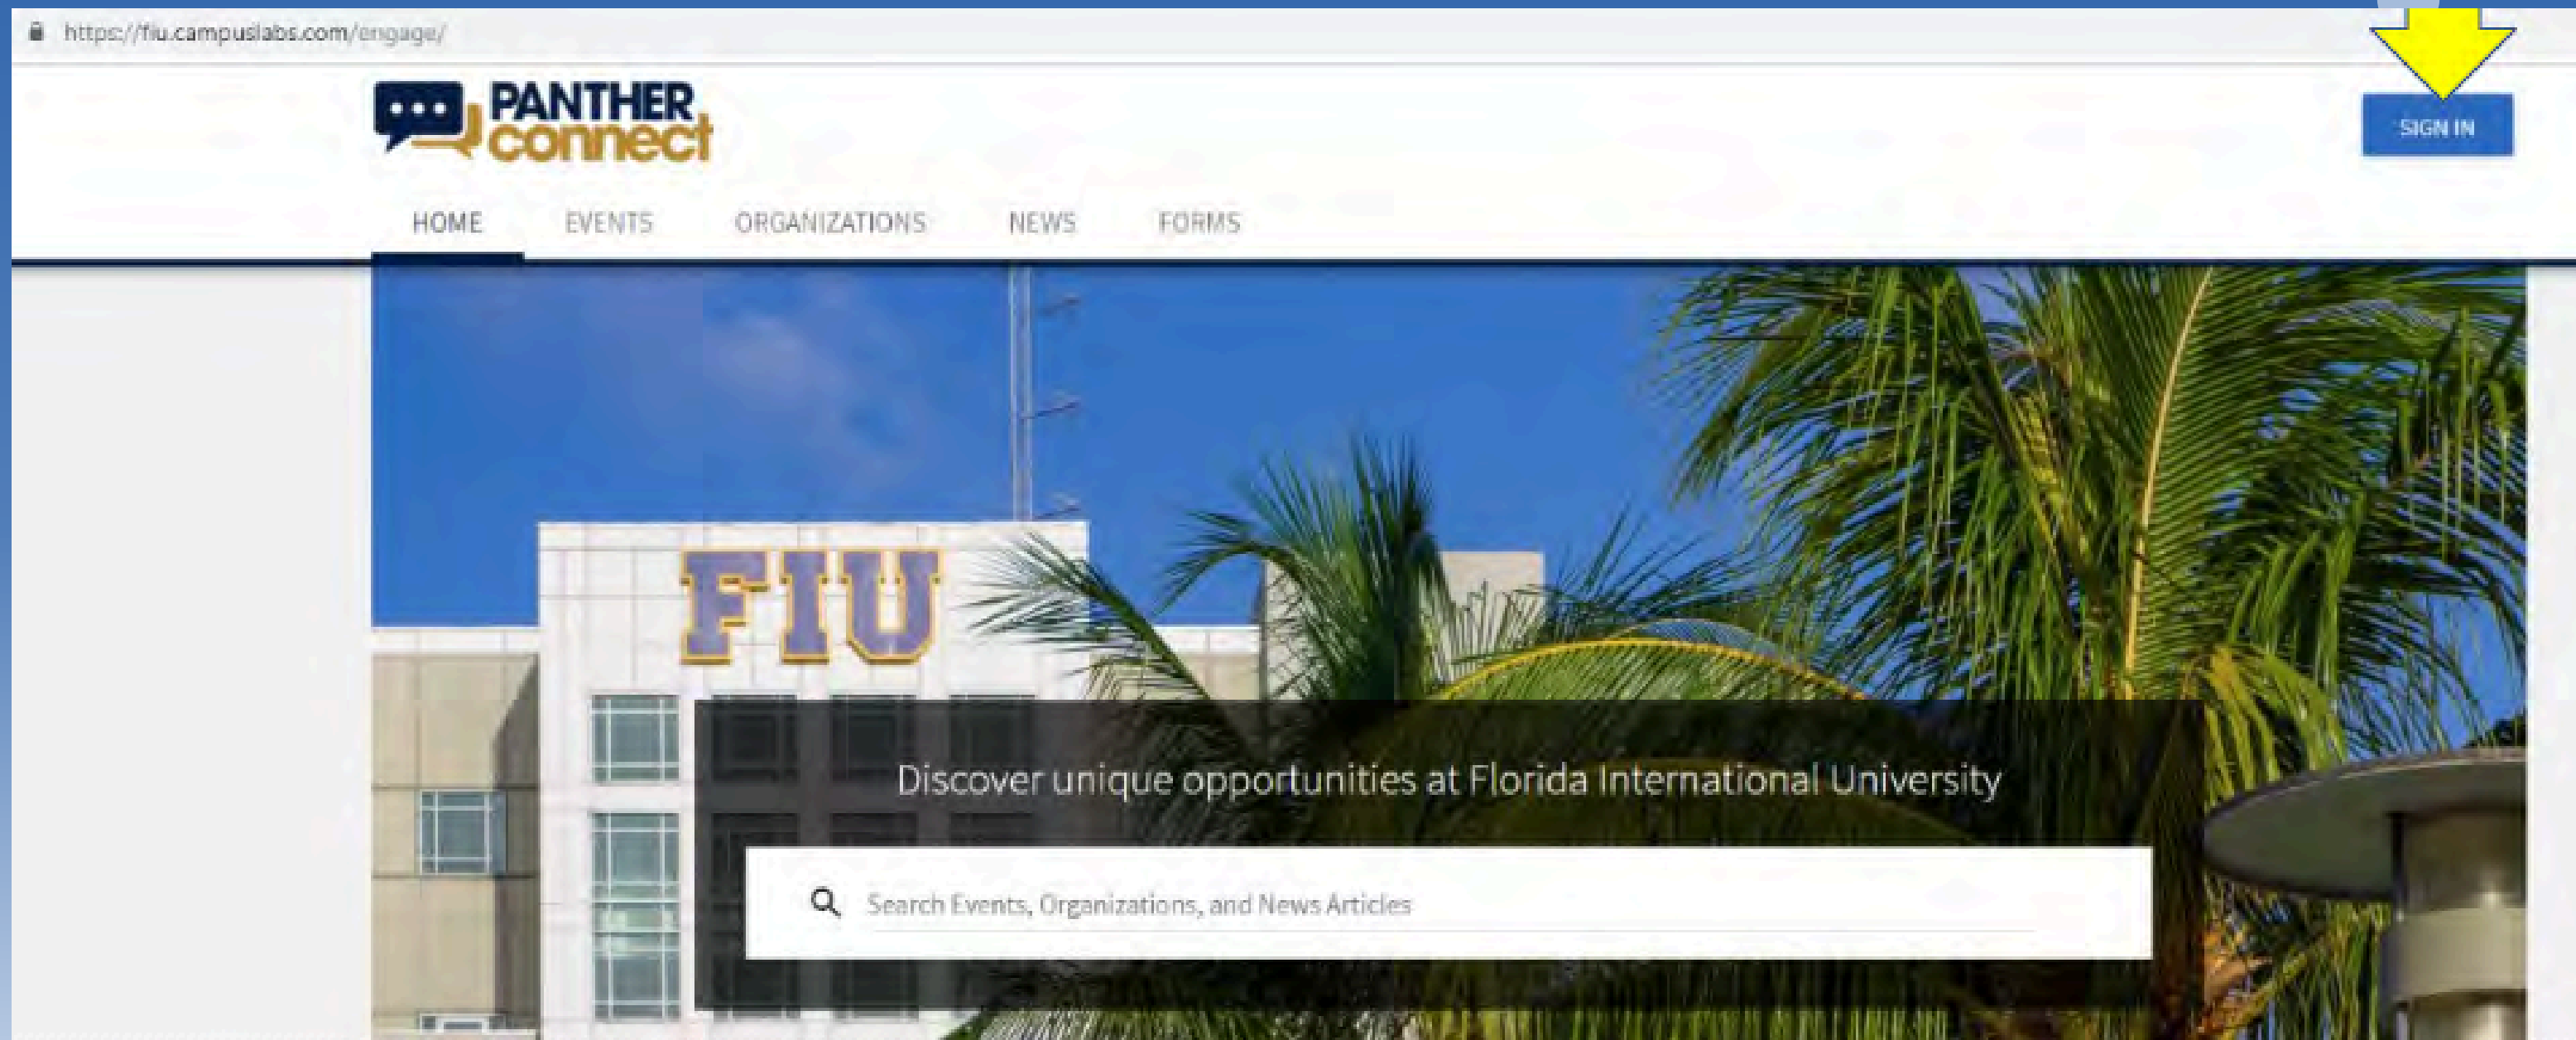 https://fiu.campuslabs.com/engage/
PANTHER
connect
SIGN IN
HOME EVENTS ORGANIZATIONS NEWS FORMS
FIU
Discover unique opportunities at Florida International University
Search Events, Organizations, and News Articles